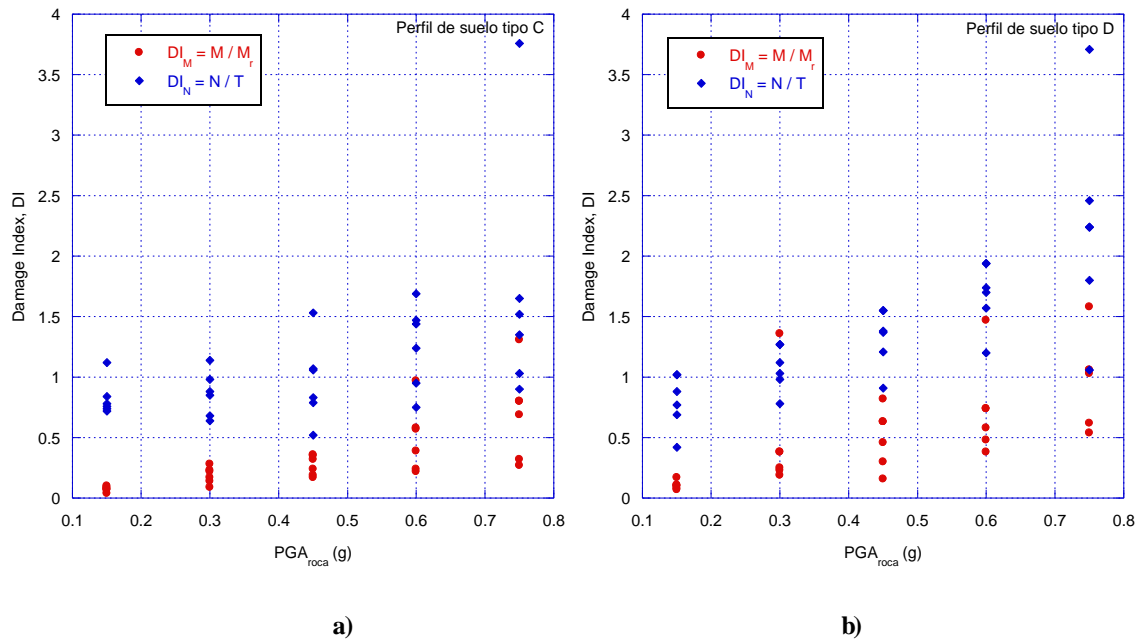 Perfil de suelo tipo C
DI_M = M / M_r
DI_N = N / T
4
3.5
3
2.5
2
1.5
1
0.5
0
Damage Index, DI
0.1 0.2 0.3 0.4 0.5 0.6 0.7 0.8
PGA_roca (g)
a)
Perfil de suelo tipo D
DI_M = M / M_r
DI_N = N / T
4
3.5
3
2.5
2
1.5
1
0.5
0
Damage Index, DI
0.1 0.2 0.3 0.4 0.5 0.6 0.7 0.8
PGA_roca (g)
b)